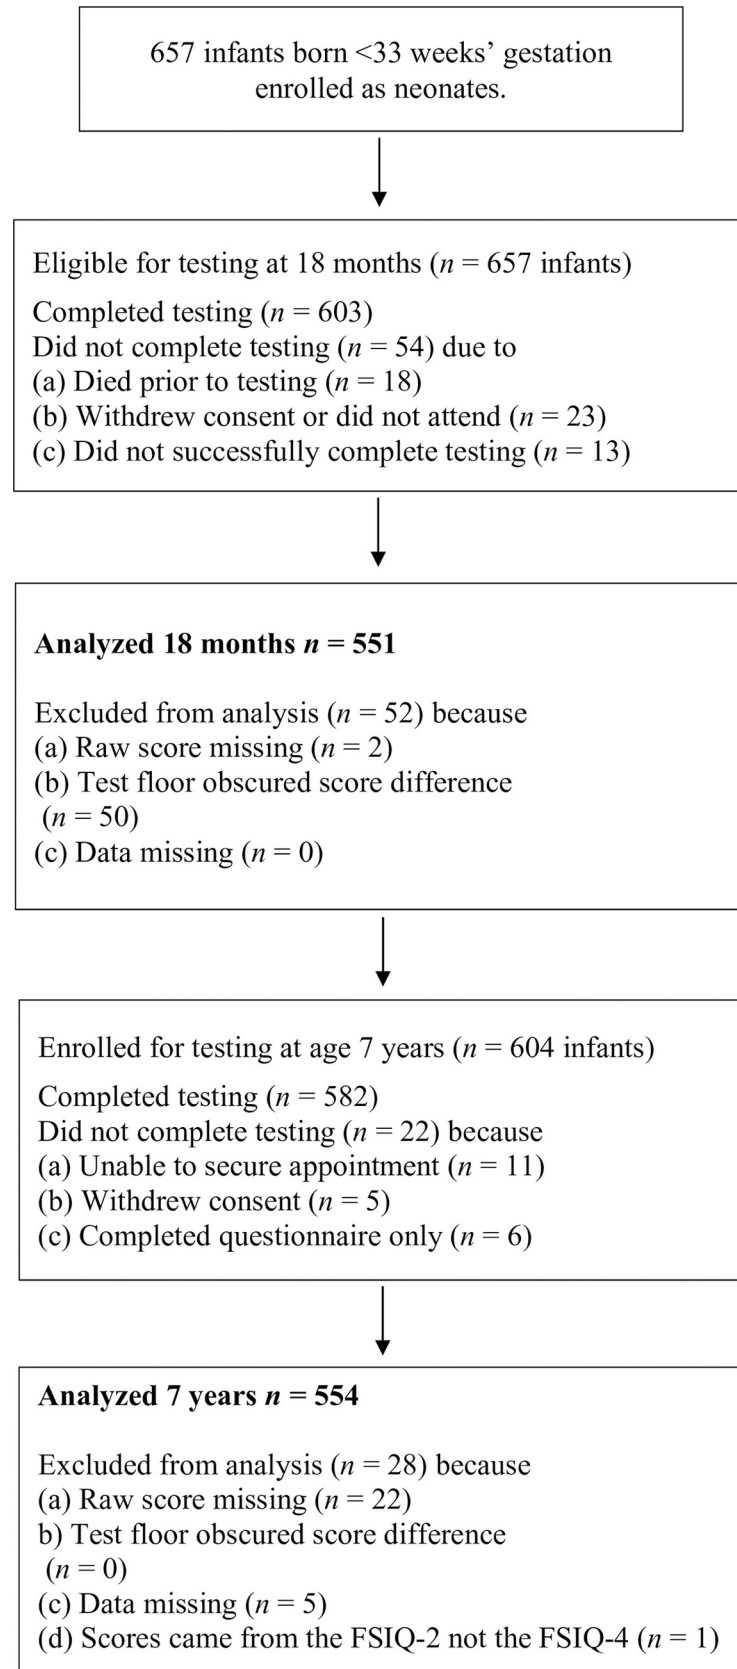 657 infants born <33 weeks’ gestation
enrolled as neonates.
Eligible for testing at 18 months (n = 657 infants)
Completed testing (n = 603)
Did not complete testing (n = 54) due to
(a) Died prior to testing (n = 18)
(b) Withdrew consent or did not attend (n = 23)
(c) Did not successfully complete testing (n = 13)
Analyzed 18 months n = 551
Excluded from analysis (n = 52) because
(a) Raw score missing (n = 2)
(b) Test floor obscured score difference
(n = 50)
(c) Data missing (n = 0)
Enrolled for testing at age 7 years (n = 604 infants)
Completed testing (n = 582)
Did not complete testing (n = 22) because
(a) Unable to secure appointment (n = 11)
(b) Withdrew consent (n = 5)
(c) Completed questionnaire only (n = 6)
Analyzed 7 years n = 554
Excluded from analysis (n = 28) because
(a) Raw score missing (n = 22)
b) Test floor obscured score difference
(n = 0)
(c) Data missing (n = 5)
(d) Scores came from the FSIQ-2 not the FSIQ-4 (n = 1)